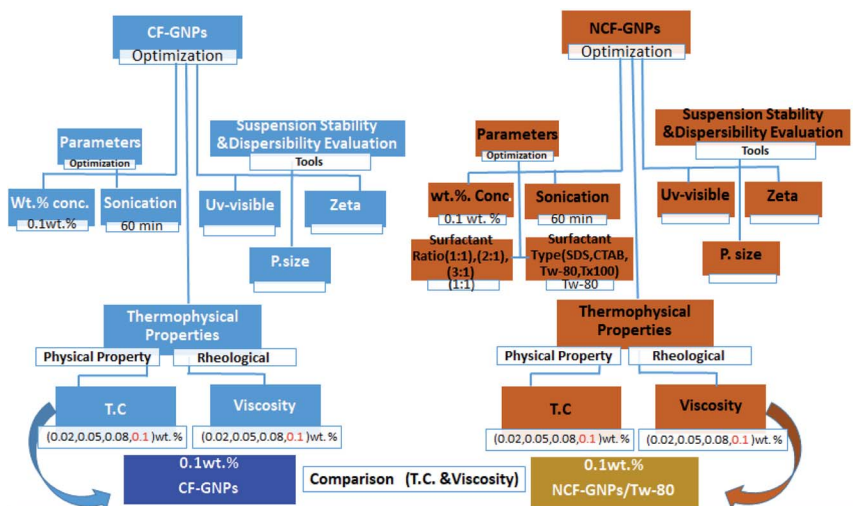 CF-GNPs
Optimization
Parameters
Optimization
Wt.% conc.
0.1wt.%
Sonication
60 min
Suspension Stability
&Dispersibility Evaluation
Tools
Uv-visible
Zeta
P.size
Thermophysical
Properties
Physical Property
Rheological
T.C
(0.02,0.05,0.08,0.1 )wt. %
Viscosity
(0.02,0.05,0.08,0.1 )wt. %
0.1wt.%
CF-GNPs
Comparison (T.C. &Viscosity)
NCF-GNPs
Optimization
Parameters
Optimization
wt.%. Conc.
0.1 wt. %
Sonication
60 min
Surfactant
Ratio(1:1),(2:1),
(3:1)
(1:1)
Surfactant
Type(SDS,CTAB,
Tw-80,Tx100)
Tw-80
Suspension Stability
&Dispersibility Evaluation
Tools
Uv-visible
Zeta
P. size
Thermophysical
Properties
Physical Property
Rheological
T.C
(0.02,0.05,0.08,0.1 )wt. %
Viscosity
(0.02,0.05,0.08,0.1 )wt. %
0.1wt.%
NCF-GNPs/Tw-80